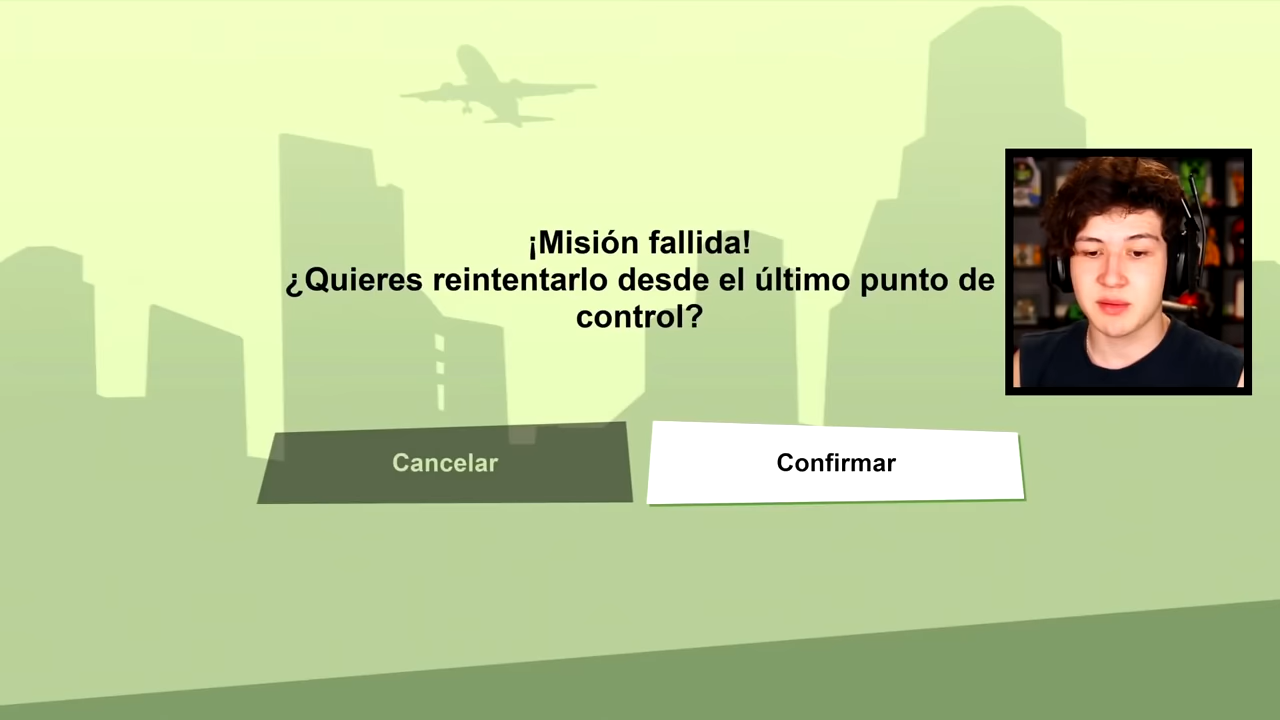 ¡Misión fallida!
¿Quieres reintentarlo desde el último punto de
control?
Cancelar
Confirmar